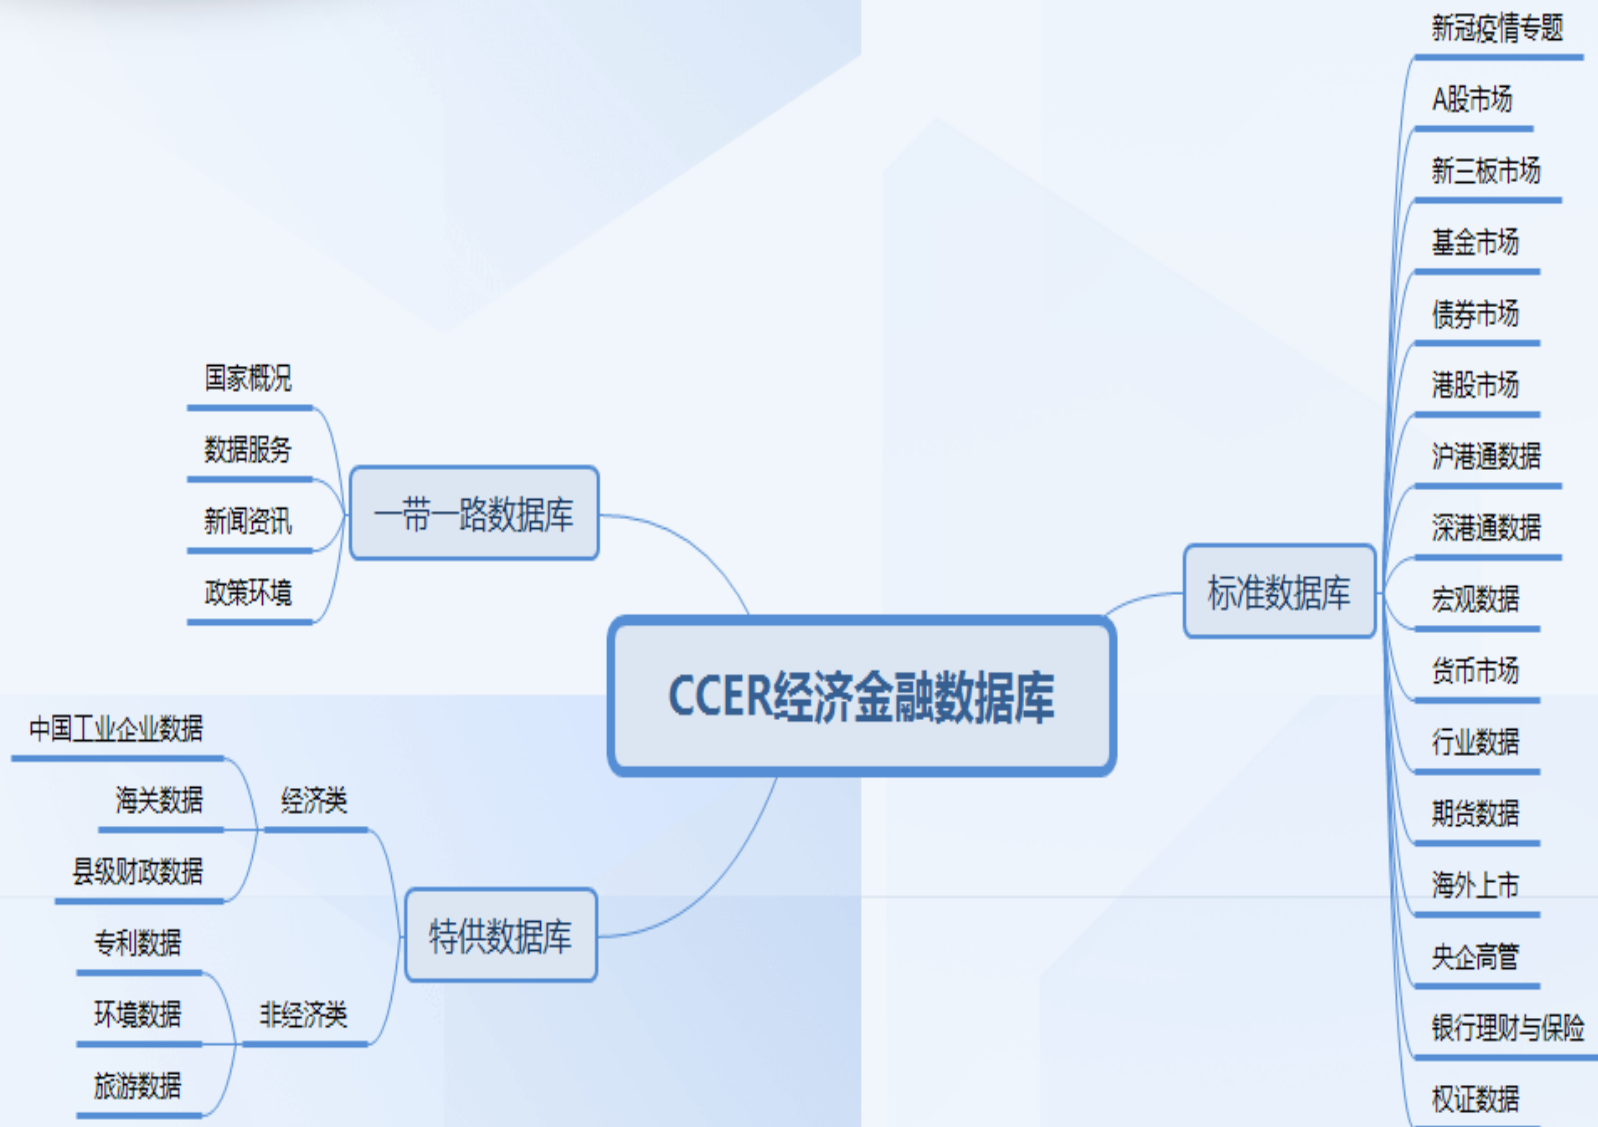 CCER经济金融数据库
标准数据库
新冠疫情专题
A股市场
新三板市场
基金市场
债券市场
港股市场
沪港通数据
深港通数据
宏观数据
货币市场
行业数据
期货数据
海外上市
央企高管
银行理财与保险
权证数据
一带一路数据库
国家概况
数据服务
新闻资讯
政策环境
特供数据库
经济类
中国工业企业数据
海关数据
县级财政数据
非经济类
专利数据
环境数据
旅游数据